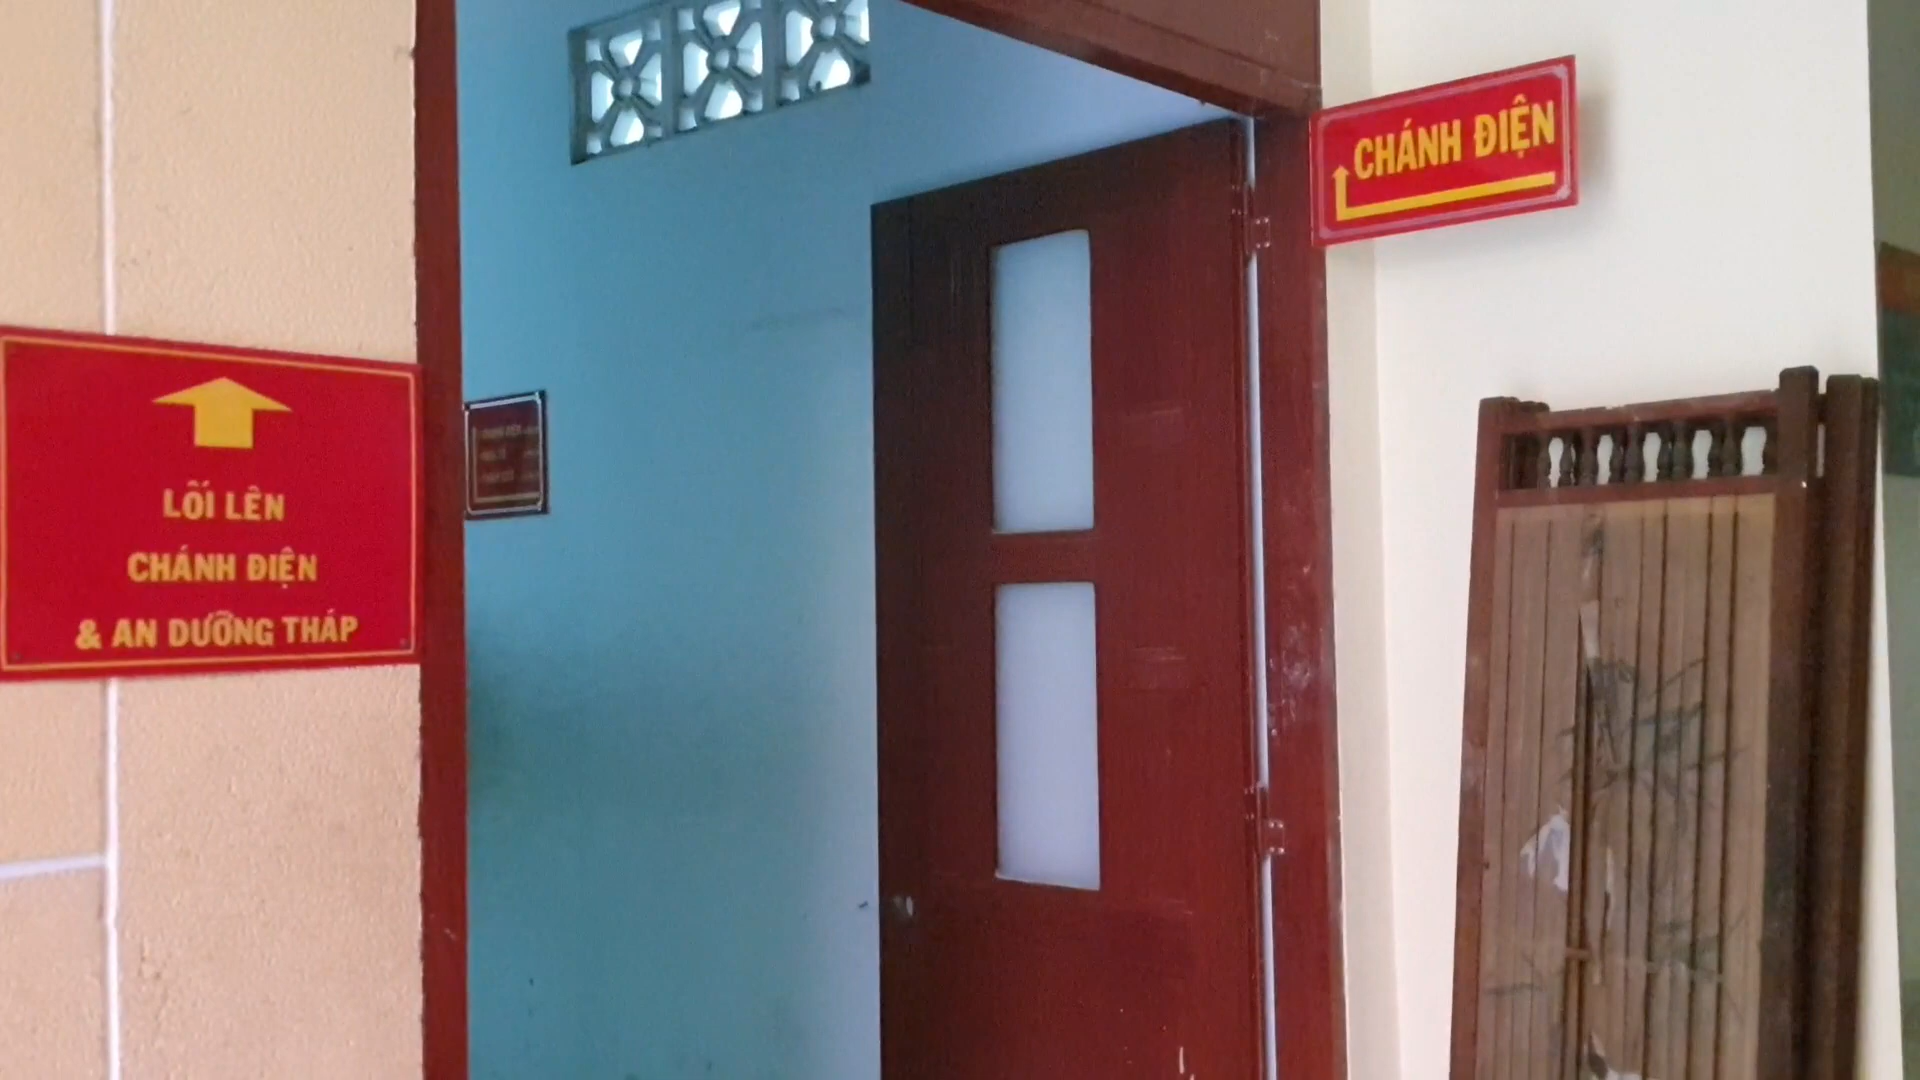 LỐI LÊN
CHÁNH ĐIỆN
& AN DƯỠNG THÁP
CHÁNH ĐIỆN